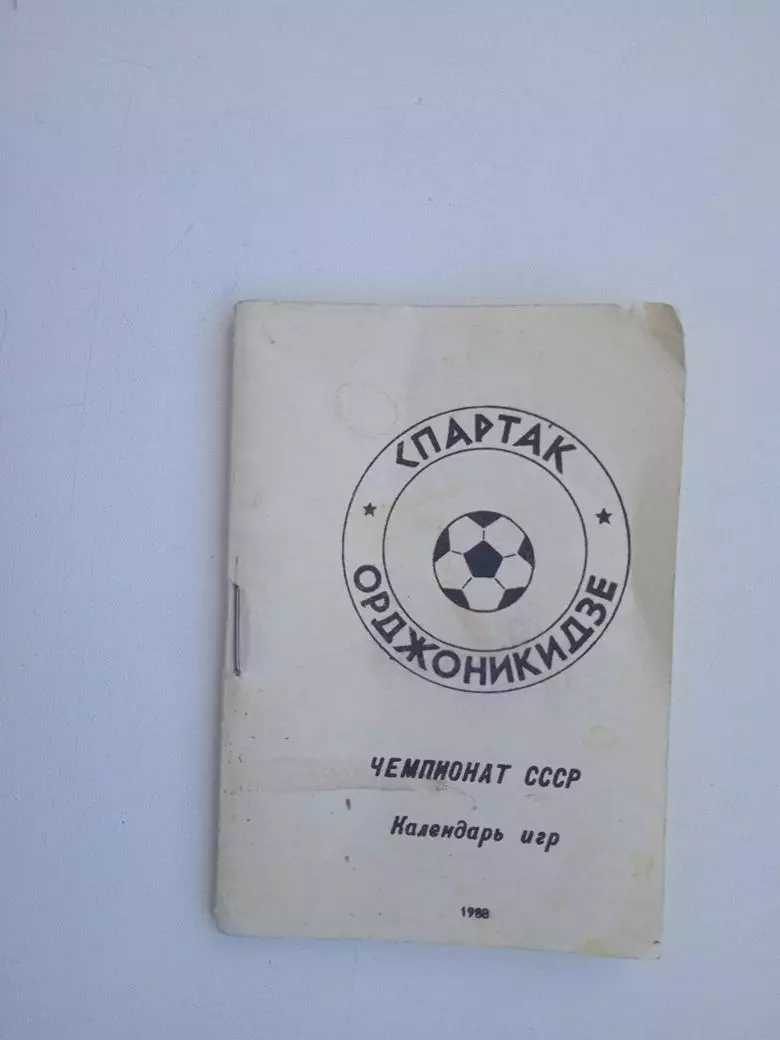 СПАРТАК
ОРДЖОНИКИДЗЕ
ЧЕМПИОНАТ СССР
Календарь игр
1988